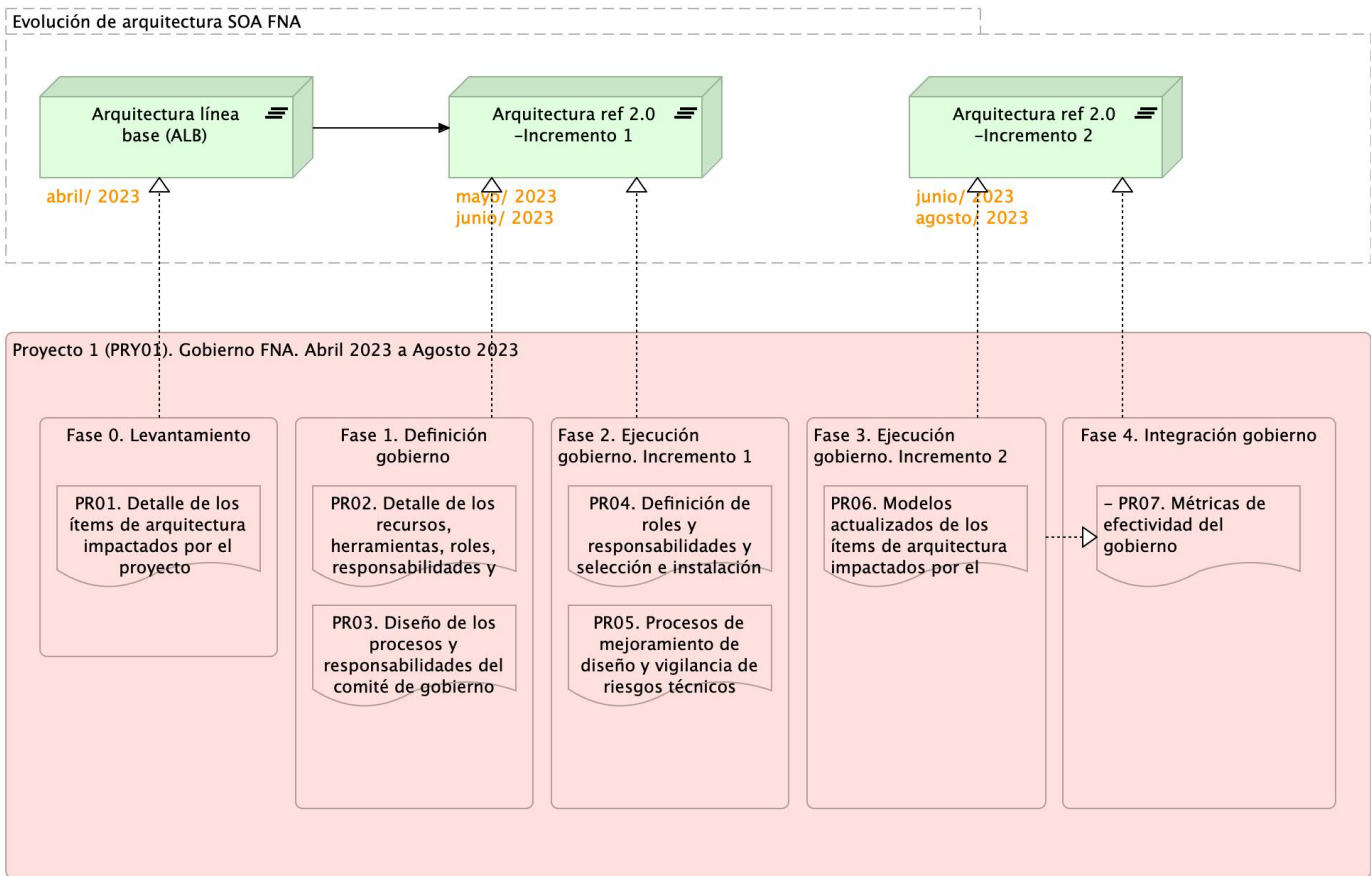 Evolución de arquitectura SOA FNA
Arquitectura línea
base (ALB)
abril/ 2023
Arquitectura ref 2.0
-Incremento 1
mayo/ 2023
junio/ 2023
Arquitectura ref 2.0
-Incremento 2
junio/ 2023
agosto/ 2023
Proyecto 1 (PRY01). Gobierno FNA. Abril 2023 a Agosto 2023
Fase 0. Levantamiento
PR01. Detalle de los
ítems de arquitectura
impactados por el
proyecto
Fase 1. Definición
gobierno
PR02. Detalle de los
recursos,
herramientas, roles,
responsabilidades y
PR03. Diseño de los
procesos y
responsabilidades del
comité de gobierno
Fase 2. Ejecución
gobierno. Incremento 1
PR04. Definición de
roles y
responsabilidades y
selección e instalación
PR05. Procesos de
mejoramiento de
diseño y vigilancia de
riesgos técnicos
Fase 3. Ejecución
gobierno. Incremento 2
PR06. Modelos
actualizados de los
ítems de arquitectura
impactados por el
Fase 4. Integración gobierno
- PR07. Métricas de
efectividad del
gobierno